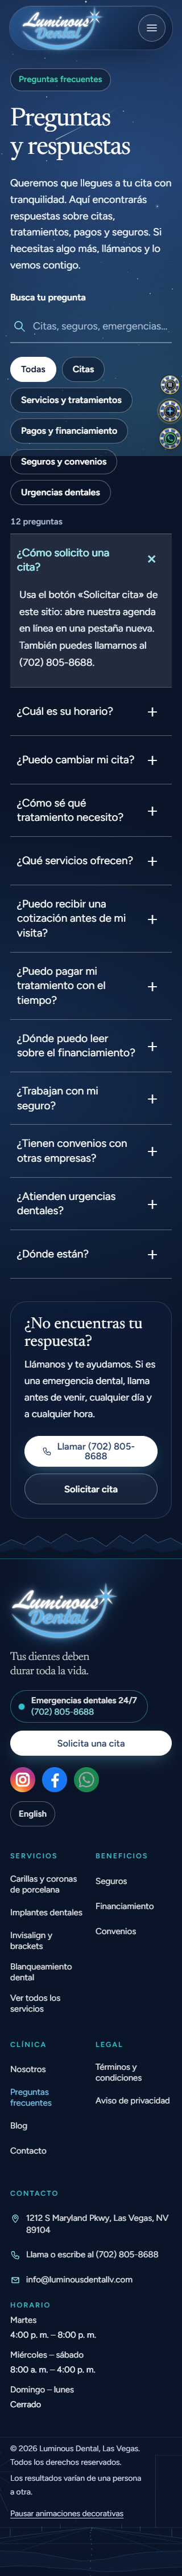 Luminous
Dental
Preguntas frecuentes
Preguntas
y respuestas
Queremos que llegues a tu cita con
tranquilidad. Aquí encontrarás
respuestas sobre citas,
tratamientos, pagos y seguros. Si
necesitas algo más, llámanos y lo
vemos contigo.
Busca tu pregunta
Citas, seguros, emergencias...
Todas
Citas
Servicios y tratamientos
Pagos y financiamiento
Seguros y convenios
Urgencias dentales
12 preguntas
¿Cómo solicito una
cita?
Usa el botón «Solicitar cita» de
este sitio: abre nuestra agenda
en línea en una pestaña nueva.
También puedes llamarnos al
(702) 805-8688.
¿Cuál es su horario?
¿Puedo cambiar mi cita?
¿Cómo sé qué
tratamiento necesito?
¿Qué servicios ofrecen?
¿Puedo recibir una
cotización antes de mi
visita?
¿Puedo pagar mi
tratamiento con el
tiempo?
¿Dónde puedo leer
sobre el financiamiento?
¿Trabajan con mi
seguro?
¿Tienen convenios con
otras empresas?
¿Atienden urgencias
dentales?
¿Dónde están?
¿No encuentras tu
respuesta?
Llámanos y te ayudamos. Si es
una emergencia dental, llama
antes de venir, cualquier día y
a cualquier hora.
Llamar (702) 805-
8688
Solicitar cita
Luminous
Dental
Tus dientes deben
durar toda la vida.
Emergencias dentales 24/7
(702) 805-8688
Solicita una cita
English
SERVICIOS
Carillas y coronas
de porcelana
Implantes dentales
Invisalign y
brackets
Blanqueamiento
dental
Ver todos los
servicios
BENEFICIOS
Seguros
Financiamiento
Convenios
CLÍNICA
Nosotros
Preguntas
frecuentes
Blog
Contacto
LEGAL
Términos y
condiciones
Aviso de privacidad
CONTACTO
1212 S Maryland Pkwy, Las Vegas, NV
89104
Llama o escribe al (702) 805-8688
info@luminousdentallv.com
HORARIO
Martes
4:00 p. m. – 8:00 p. m.
Miércoles – sábado
8:00 a. m. – 4:00 p. m.
Domingo – lunes
Cerrado
© 2026 Luminous Dental, Las Vegas.
Todos los derechos reservados.
Los resultados varían de una persona
a otra.
Pausar animaciones decorativas